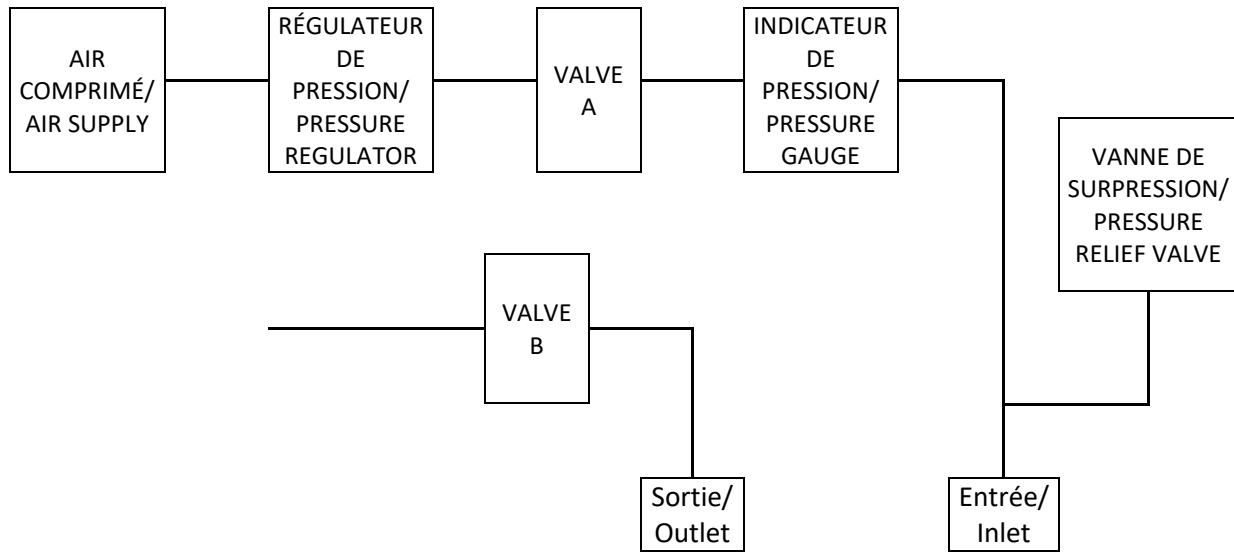 AIR
COMPRIMÉ/
AIR SUPPLY
RÉGULATEUR
DE
PRESSION/
PRESSURE
REGULATOR
VALVE
A
INDICATEUR
DE
PRESSION/
PRESSURE
GAUGE
VANNE DE
SURPRESSION/
PRESSURE
RELIEF VALVE
VALVE
B
Sortie/
Outlet
Entrée/
Inlet